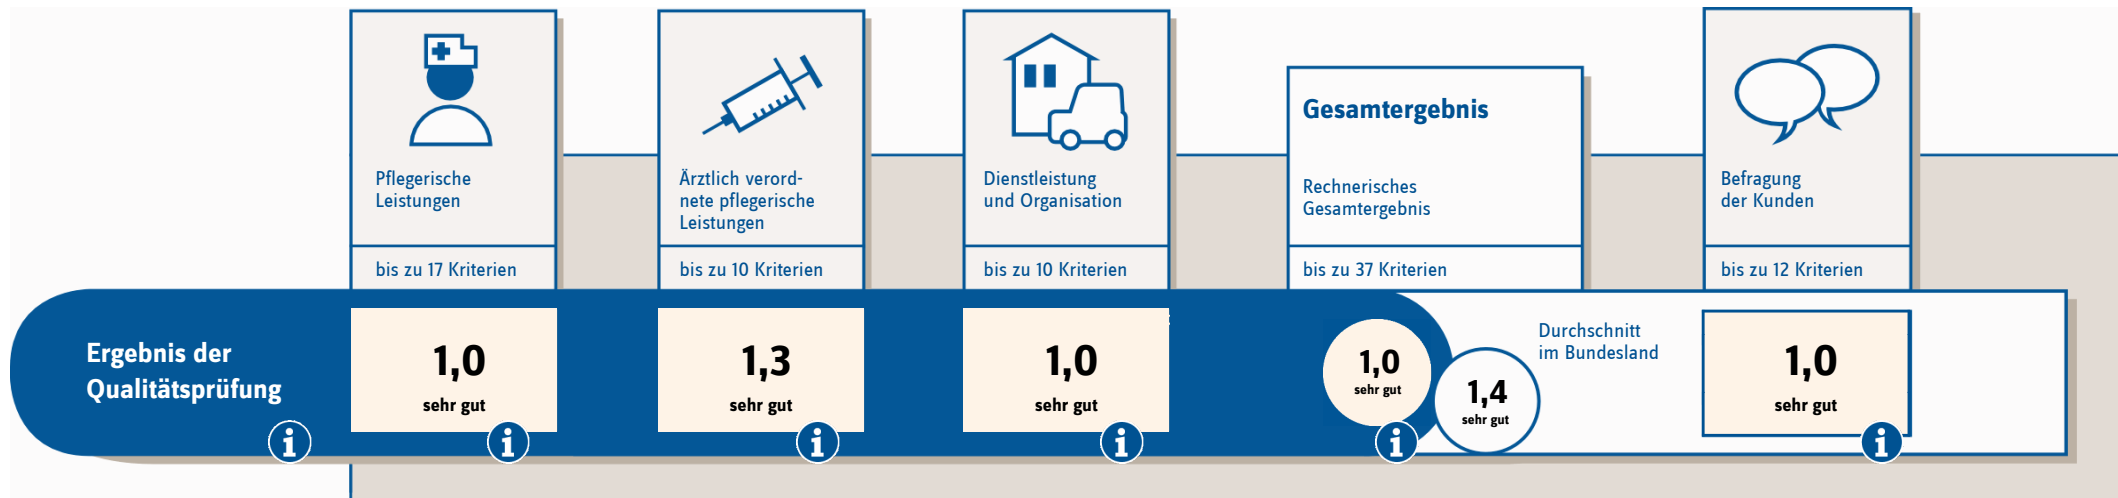 Pflegerische
Leistungen
bis zu 17 Kriterien
Ärztlich verord-
nete pflegerische
Leistungen
bis zu 10 Kriterien
Dienstleistung
und Organisation
bis zu 10 Kriterien
Gesamtergebnis
Rechnerisches
Gesamtergebnis
bis zu 37 Kriterien
Befragung
der Kunden
bis zu 12 Kriterien
Ergebnis der
Qualitätsprüfung
i
1,0
sehr gut
i
1,3
sehr gut
i
1,0
sehr gut
i
1,0
sehr gut
i
1,4
sehr gut
Durchschnitt
im Bundesland
1,0
sehr gut
i